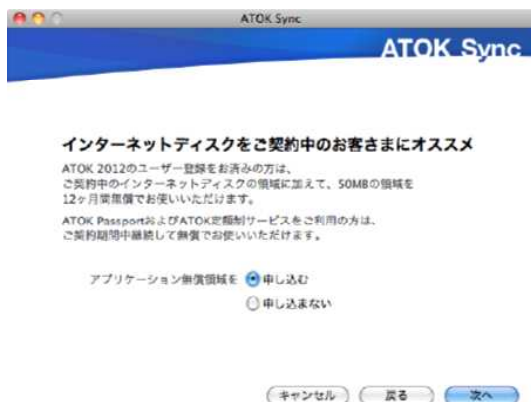 ATOK Sync
ATOK Sync
インターネットディスクをご契約中のお客さまにオススメ
ATOK 2012のユーザー登録をお済みの方は、
ご契約中のインターネットディスクの領域に加えて、50MBの領域を
12ヶ月間無償でお使いいただけます。
ATOK PassportおよびATOK定額制サービスをご利用の方は、
ご契約期間中継続して無償でお使いいただけます。
アプリケーション無償領域を 申し込む
申し込まない
キャンセル 戻る 次へ